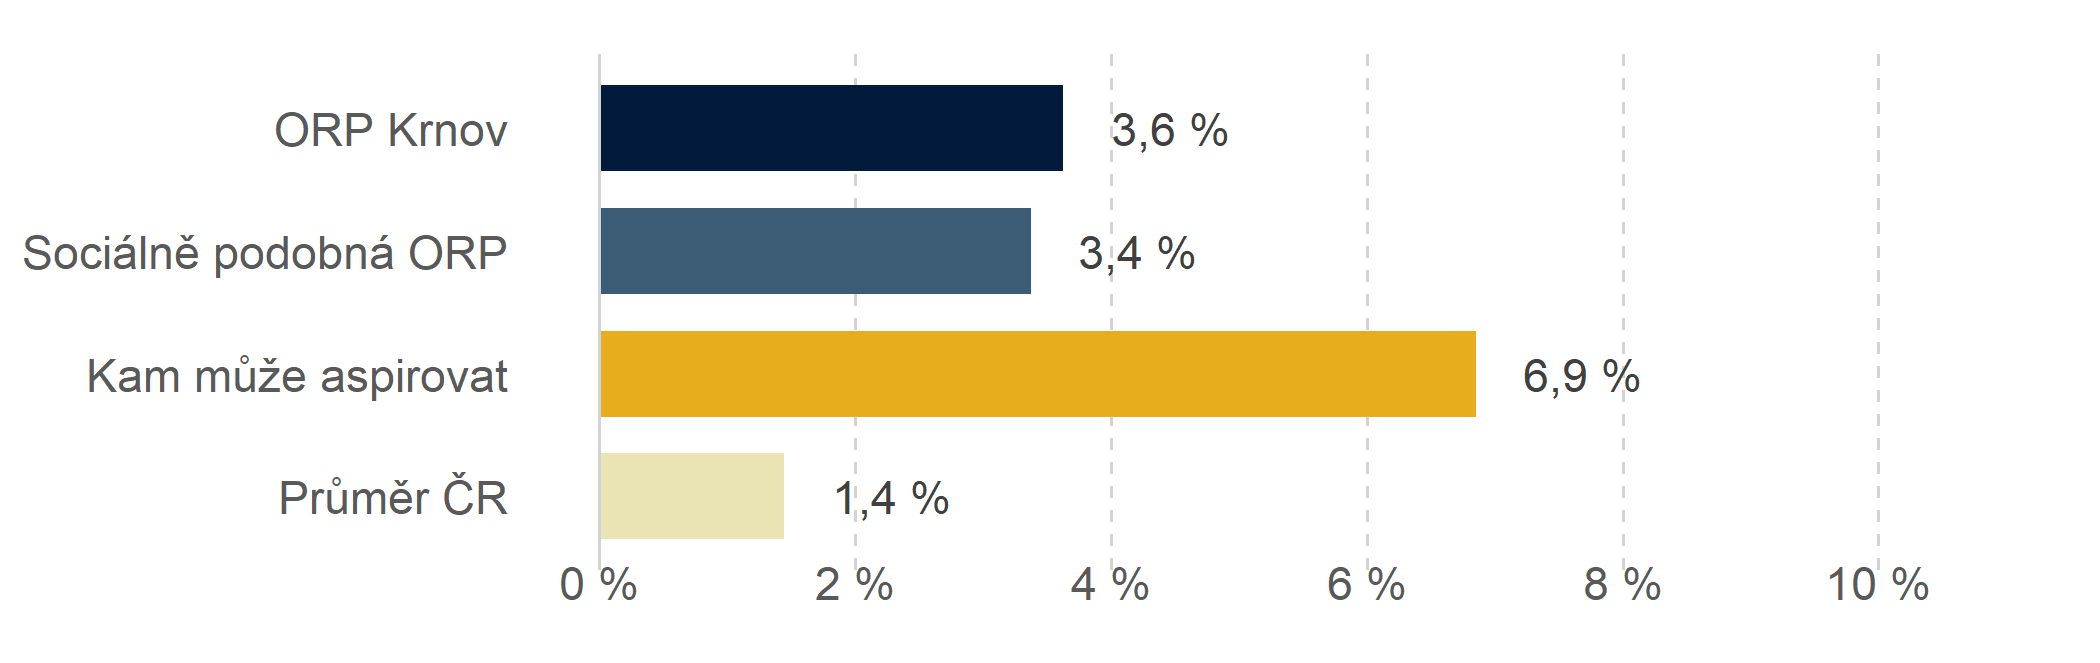 ORP Krnov 3,6 %
Sociálně podobná ORP 3,4 %
Kam může aspirovat 6,9 %
Průměr ČR 1,4 %
0 % 2 % 4 % 6 % 8 % 10 %